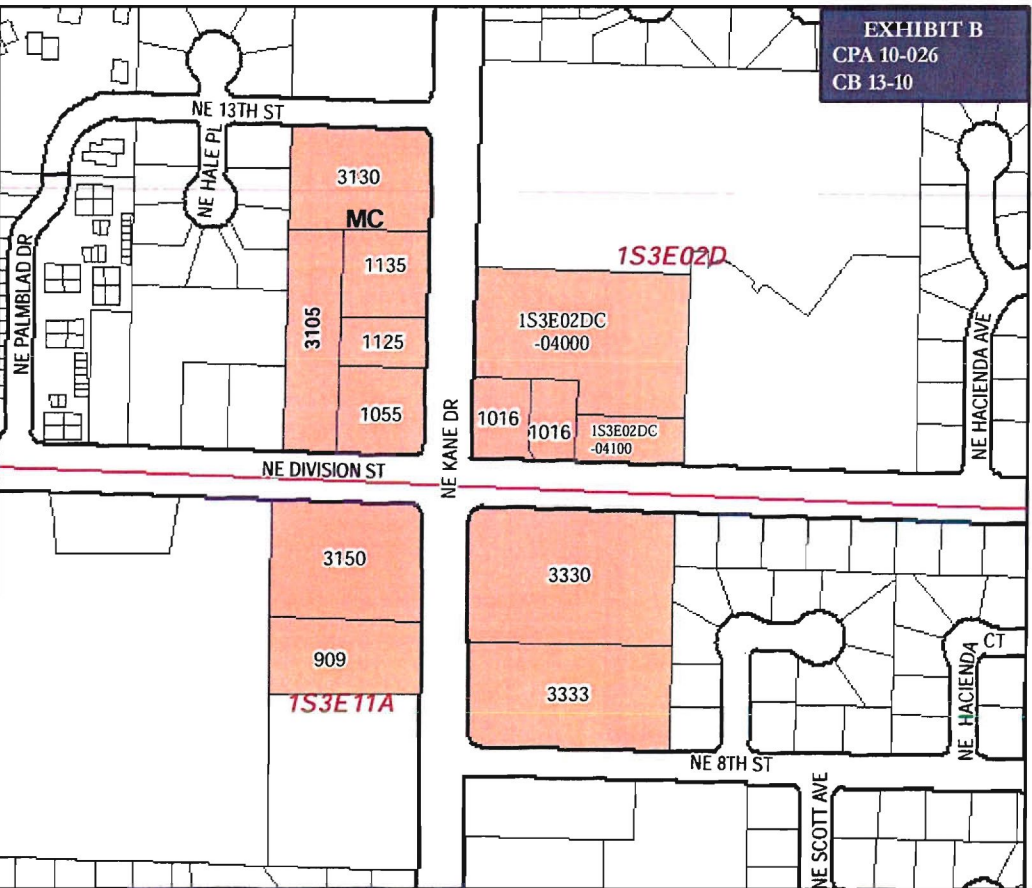 EXHIBIT B
CPA 10-026
CB 13-10
NE 13TH ST
NE HALE PL
3130
MC
1135
3105
1125
1055
NE PALMBLAD DR
1S3E02D
1S3E02DC
-04000
1016
1016
1S3E02DC
-04100
NE KANE DR
NE HACIENDA AVE
NE DIVISION ST
3150
3330
909
3333
1S3E11A
CT
NE HACIENDA
NE 8TH ST
NE SCOTT AVE